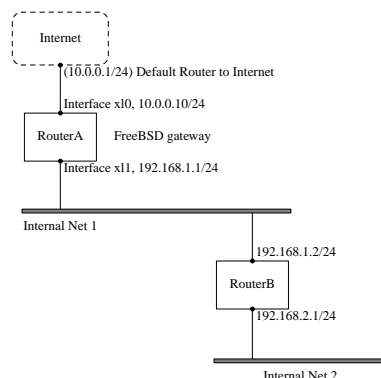 Internet
(10.0.0.1/24) Default Router to Internet
Interface xl0, 10.0.0.10/24
RouterA
FreeBSD gateway
Interface xl1, 192.168.1.1/24
Internal Net 1
192.168.1.2/24
RouterB
192.168.2.1/24
Internal Net 2